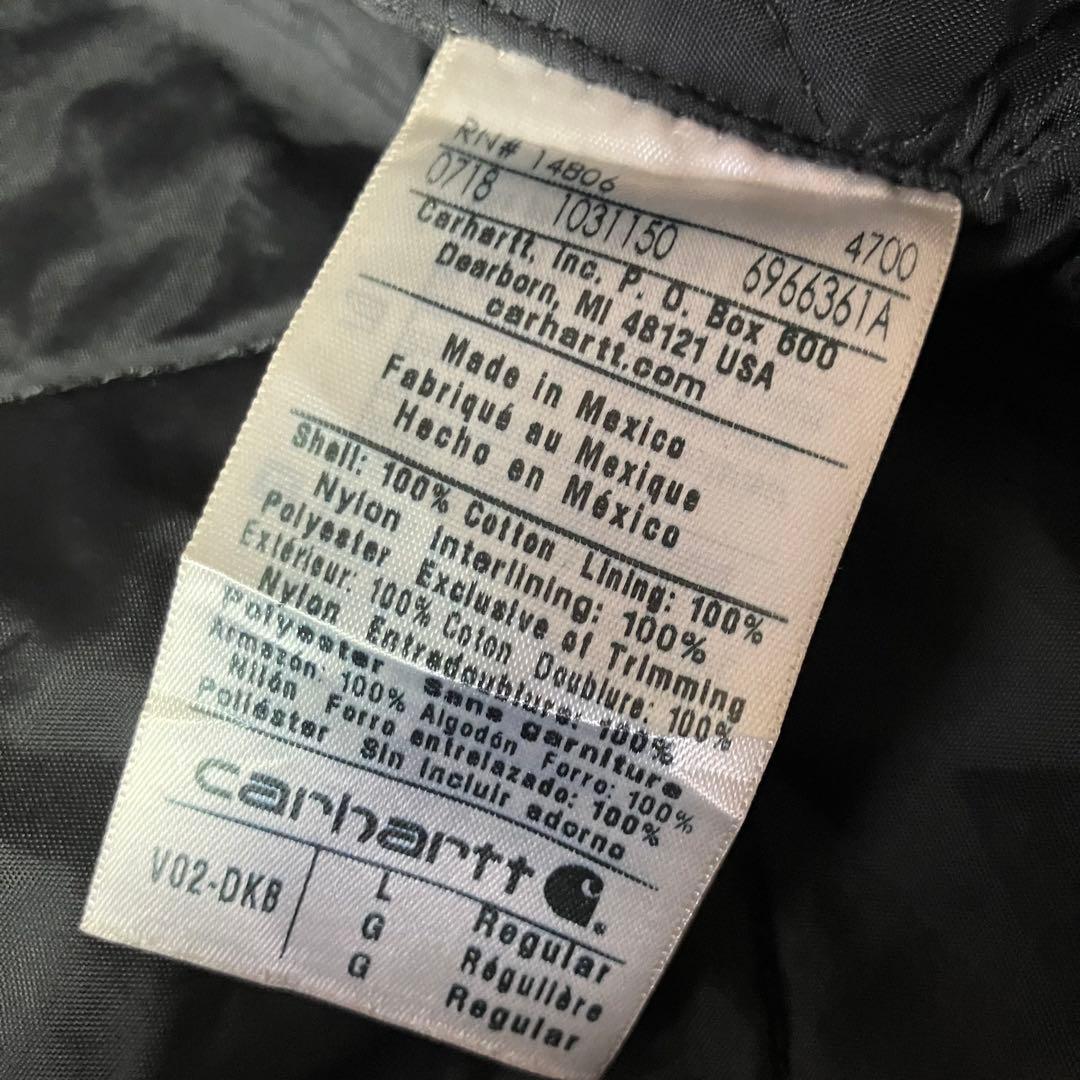 RN# 14806
0718 1031150 4700
6966361A
Carhartt, Inc. P. O. Box 600
Dearborn, MI 48121 USA
carhartt.com
Made in Mexico
Fabriqué au Mexique
Hecho en México
Shell: 100% Cotton Lining: 100%
Nylon Interlining: 100%
Polyester Exclusive of Trimming
Extérieur: 100% Coton Doublure: 100%
Nylon Entredoublure: 100%
Polyester Sans garniture
Armazon 100% Algodón Forro: 100%
Nilón Forro entrelazado: 100%
Poliéster Sin incluir adorno
carhartt
V02-DKB L Regular
G Régulière
G Regular